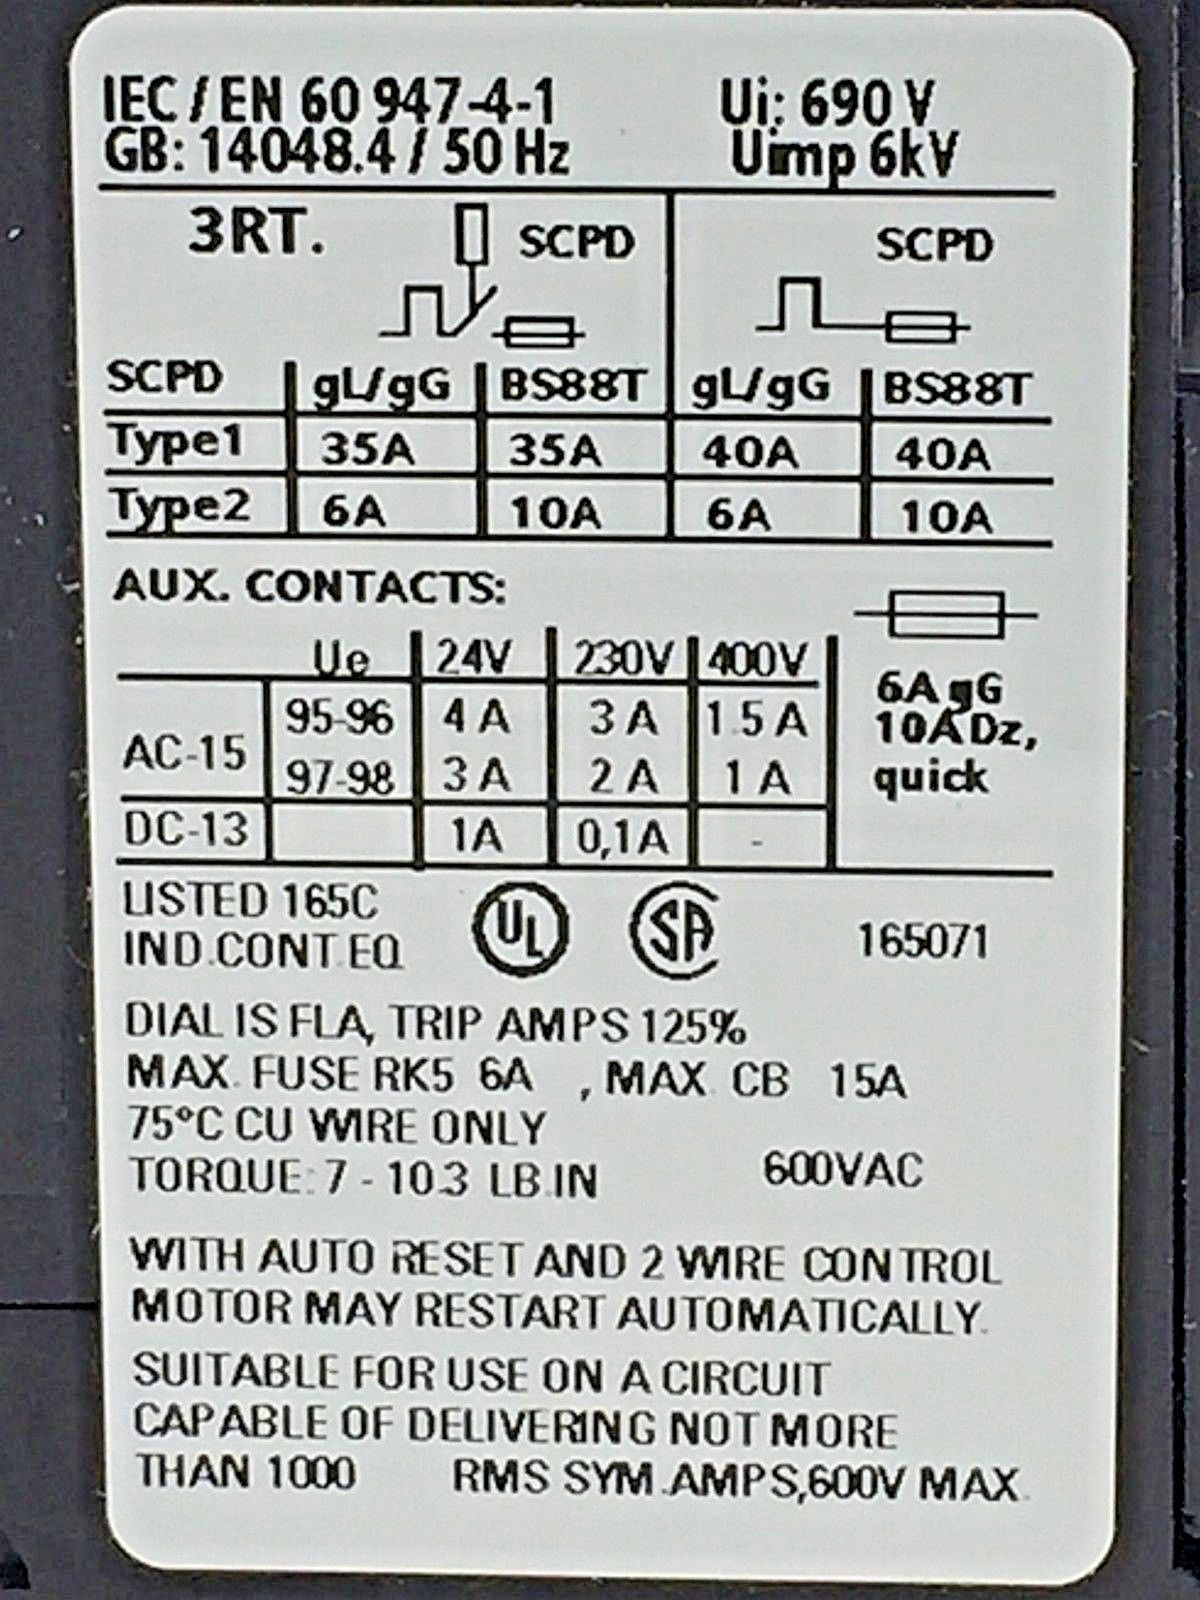 IEC / EN 60 947-4-1 Ui: 690 V
GB: 14048.4 / 50 Hz Uimp 6kV
3RT. SCPD SCPD
SCPD gL/gG BS88T gL/gG BS88T
Type1 35A 35A 40A 40A
Type2 6A 10A 6A 10A
AUX. CONTACTS:
Ue 24V 230V 400V
AC-15 95-96 4 A 3 A 1.5 A
97-98 3 A 2 A 1 A
DC-13 1A 0,1A -
6A gG
10A Dz,
quick
LISTED 165C
IND.CONT.EQ UL SA 165071
DIAL IS FLA, TRIP AMPS 125%
MAX. FUSE RK5 6A , MAX. CB 15A
75°C CU WIRE ONLY
TORQUE: 7 - 10.3 LB.IN 600VAC
WITH AUTO RESET AND 2 WIRE CONTROL
MOTOR MAY RESTART AUTOMATICALLY.
SUITABLE FOR USE ON A CIRCUIT
CAPABLE OF DELIVERING NOT MORE
THAN 1000 RMS SYM.AMPS,600V MAX.